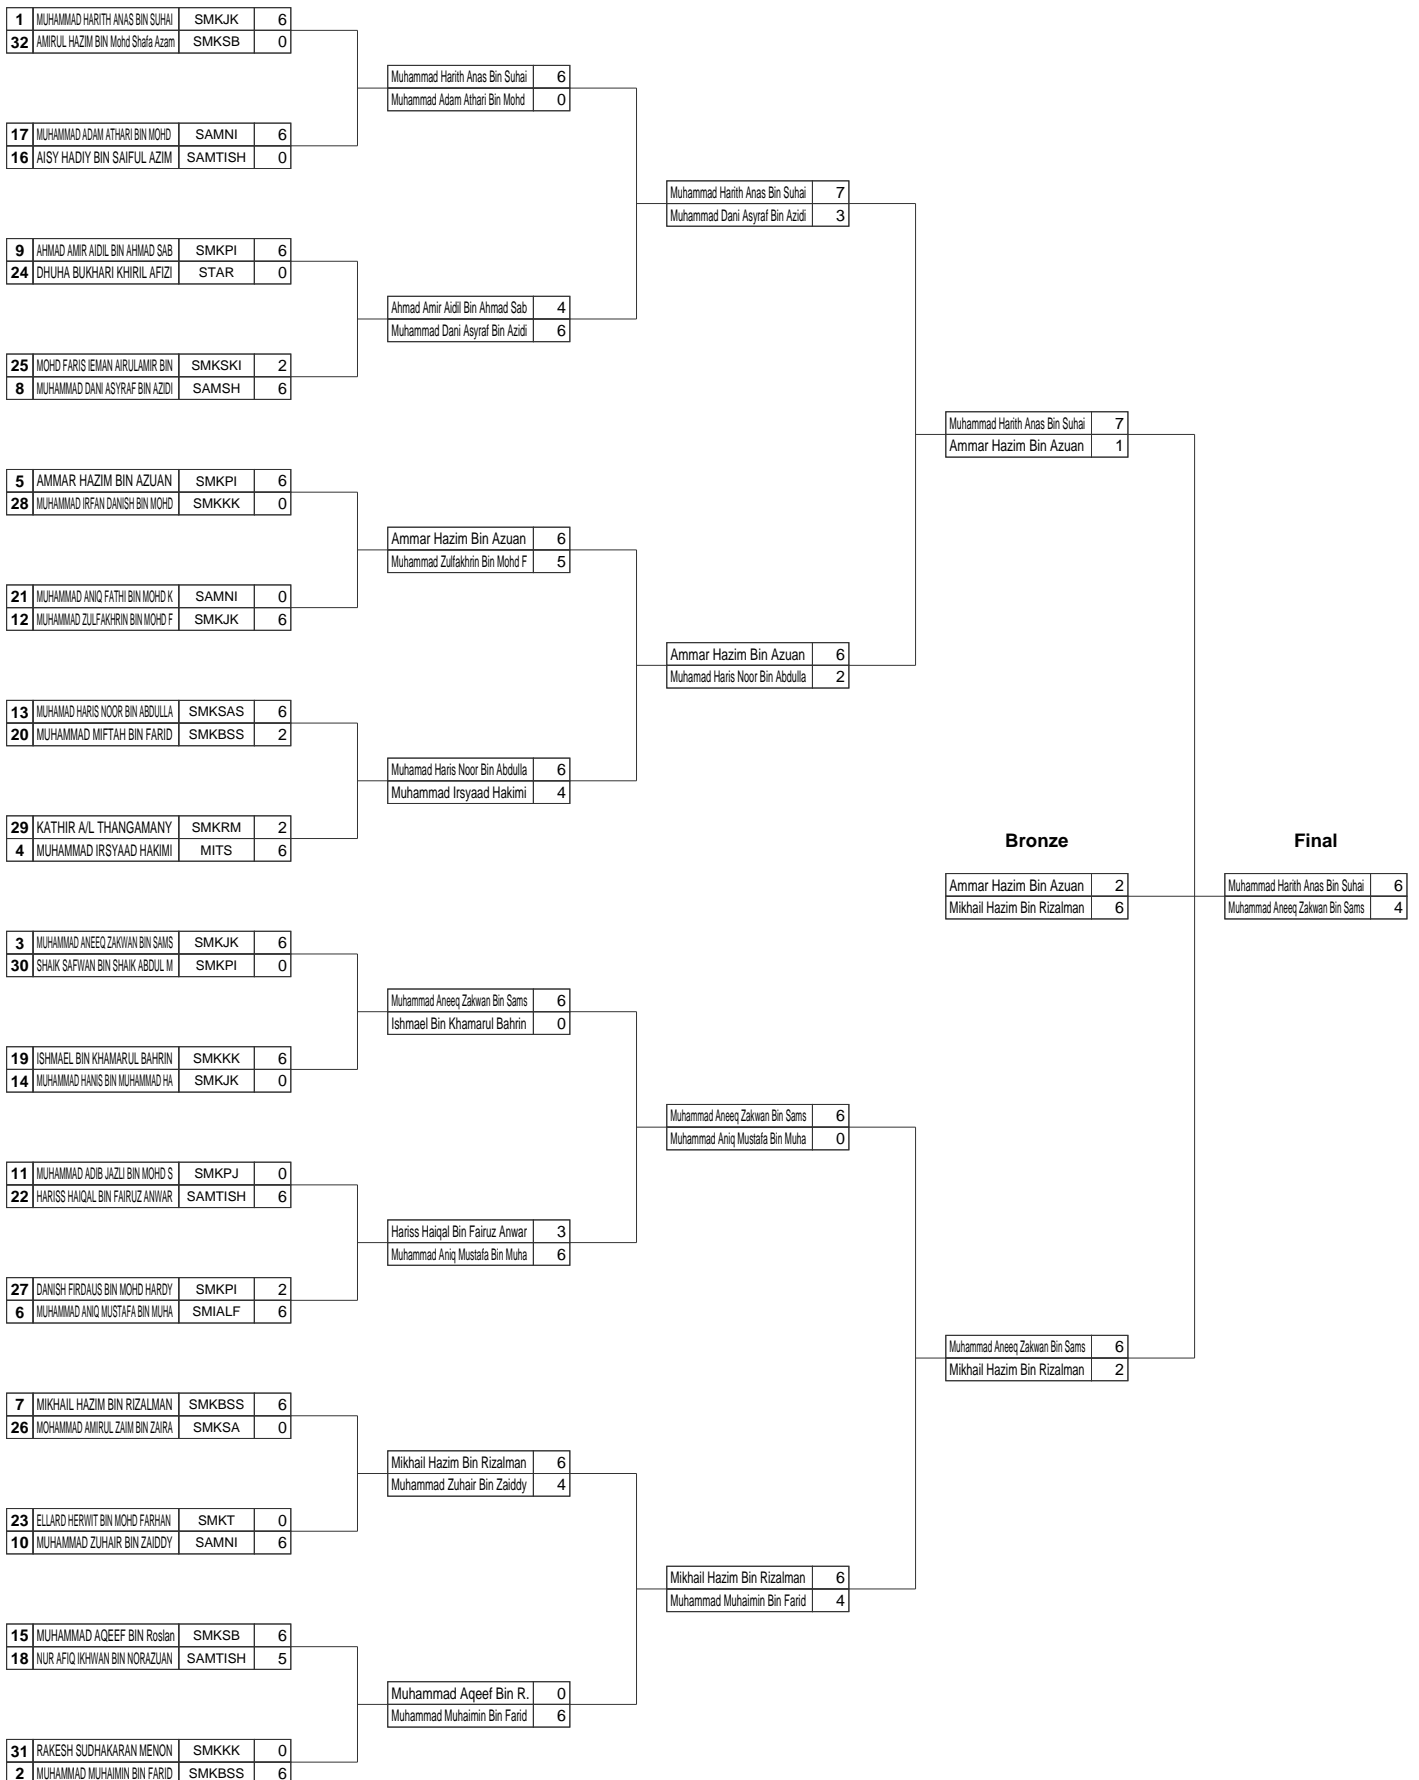 1 MUHAMMAD HARITH ANAS BIN SUHAI SMKJK 6
32 AMIRUL HAZIM BIN Mohd Shafa Azam SMKSB 0
Muhammad Harith Anas Bin Suhai 6
Muhammad Adam Athari Bin Mohd 0
17 MUHAMMAD ADAM ATHARI BIN MOHD SAMNI 6
16 AISY HADIY BIN SAIFUL AZIM SAMTISH 0
Muhammad Harith Anas Bin Suhai 7
Muhammad Dani Asyraf Bin Azidi 3
9 AHMAD AMIR AIDIL BIN AHMAD SAB SMKPI 6
24 DHUHA BUKHARI KHIRIL AFIZI STAR 0
Ahmad Amir Aidil Bin Ahmad Sab 4
Muhammad Dani Asyraf Bin Azidi 6
25 MOHD FARIS IEMAN AIRULAMIR BIN SMKSKI 2
8 MUHAMMAD DANI ASYRAF BIN AZIDI SAMSH 6
Muhammad Harith Anas Bin Suhai 7
Ammar Hazim Bin Azuan 1
5 AMMAR HAZIM BIN AZUAN SMKPI 6
28 MUHAMMAD IRFAN DANISH BIN MOHD SMKKK 0
Ammar Hazim Bin Azuan 6
Muhammad Zulfakhrin Bin Mohd F 5
21 MUHAMMAD ANIQ FATHI BIN MOHD K SAMNI 0
12 MUHAMMAD ZULFAKHRIN BIN MOHD F SMKJK 6
Ammar Hazim Bin Azuan 6
Muhamad Haris Noor Bin Abdulla 2
13 MUHAMAD HARIS NOOR BIN ABDULLA SMKSAS 6
20 MUHAMMAD MIFTAH BIN FARID SMKBSS 2
Muhamad Haris Noor Bin Abdulla 6
Muhammad Irsyaad Hakimi 4
29 KATHIR A/L THANGAMANY SMKRM 2
4 MUHAMMAD IRSYAAD HAKIMI MITS 6
Bronze Final
Ammar Hazim Bin Azuan 2
Mikhail Hazim Bin Rizalman 6
Muhammad Harith Anas Bin Suhai 6
Muhammad Aneeq Zakwan Bin Sams 4
3 MUHAMMAD ANEEQ ZAKWAN BIN SAMS SMKJK 6
30 SHAIK SAFWAN BIN SHAIK ABDUL M SMKPI 0
Muhammad Aneeq Zakwan Bin Sams 6
Ishmael Bin Khamarul Bahrin 0
19 ISHMAEL BIN KHAMARUL BAHRIN SMKKK 6
14 MUHAMMAD HANIS BIN MUHAMMAD HA SMKJK 0
Muhammad Aneeq Zakwan Bin Sams 6
Muhammad Aniq Mustafa Bin Muha 0
11 MUHAMMAD ADIB JAZLI BIN MOHD S SMKPJ 0
22 HARISS HAIQAL BIN FAIRUZ ANWAR SAMTISH 6
Hariss Haiqal Bin Fairuz Anwar 3
Muhammad Aniq Mustafa Bin Muha 6
27 DANISH FIRDAUS BIN MOHD HARDY SMKPI 2
6 MUHAMMAD ANIQ MUSTAFA BIN MUHA SMIALF 6
Muhammad Aneeq Zakwan Bin Sams 6
Mikhail Hazim Bin Rizalman 2
7 MIKHAIL HAZIM BIN RIZALMAN SMKBSS 6
26 MOHAMMAD AMIRUL ZAIM BIN ZAIRA SMKSA 0
Mikhail Hazim Bin Rizalman 6
Muhammad Zuhair Bin Zaiddy 4
23 ELLARD HERWIT BIN MOHD FARHAN SMKT 0
10 MUHAMMAD ZUHAIR BIN ZAIDDY SAMNI 6
Mikhail Hazim Bin Rizalman 6
Muhammad Muhaimin Bin Farid 4
15 MUHAMMAD AQEEF BIN Roslan SMKSB 6
18 NUR AFIQ IKHWAN BIN NORAZUAN SAMTISH 5
Muhammad Aqeef Bin R. 0
Muhammad Muhaimin Bin Farid 6
31 RAKESH SUDHAKARAN MENON SMKKK 0
2 MUHAMMAD MUHAIMIN BIN FARID SMKBSS 6